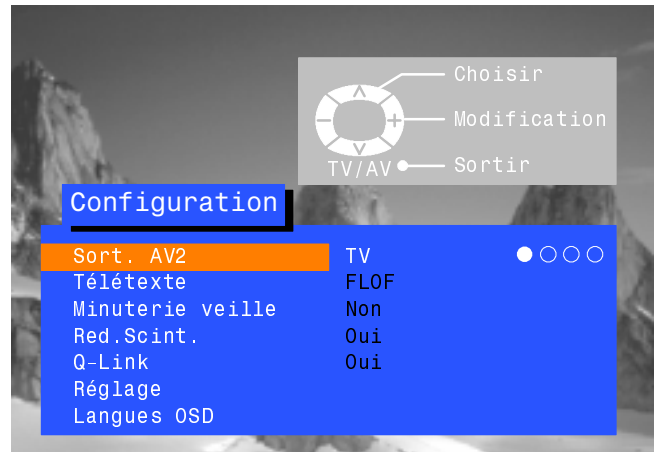 Choisir
Modification
TV/AV Sortir
Configuration
Sort. AV2 TV
Télétexte FLOF
Minuterie veille Non
Red.Scint. Oui
Q-Link Oui
Réglage
Langues OSD